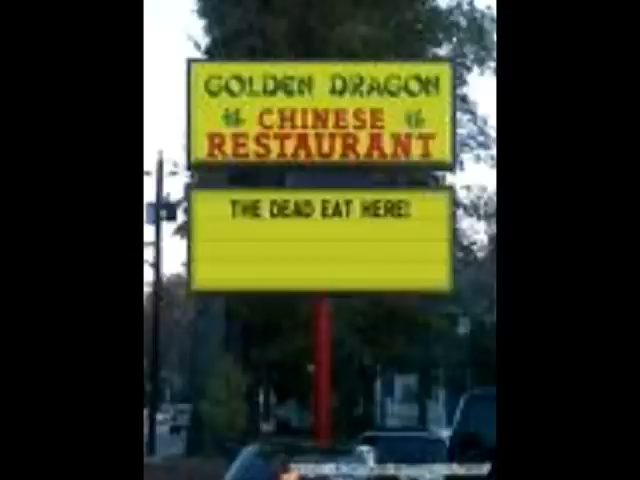 GOLDEN DRAGON
CHINESE
RESTAURANT
THE DEAD EAT HERE!